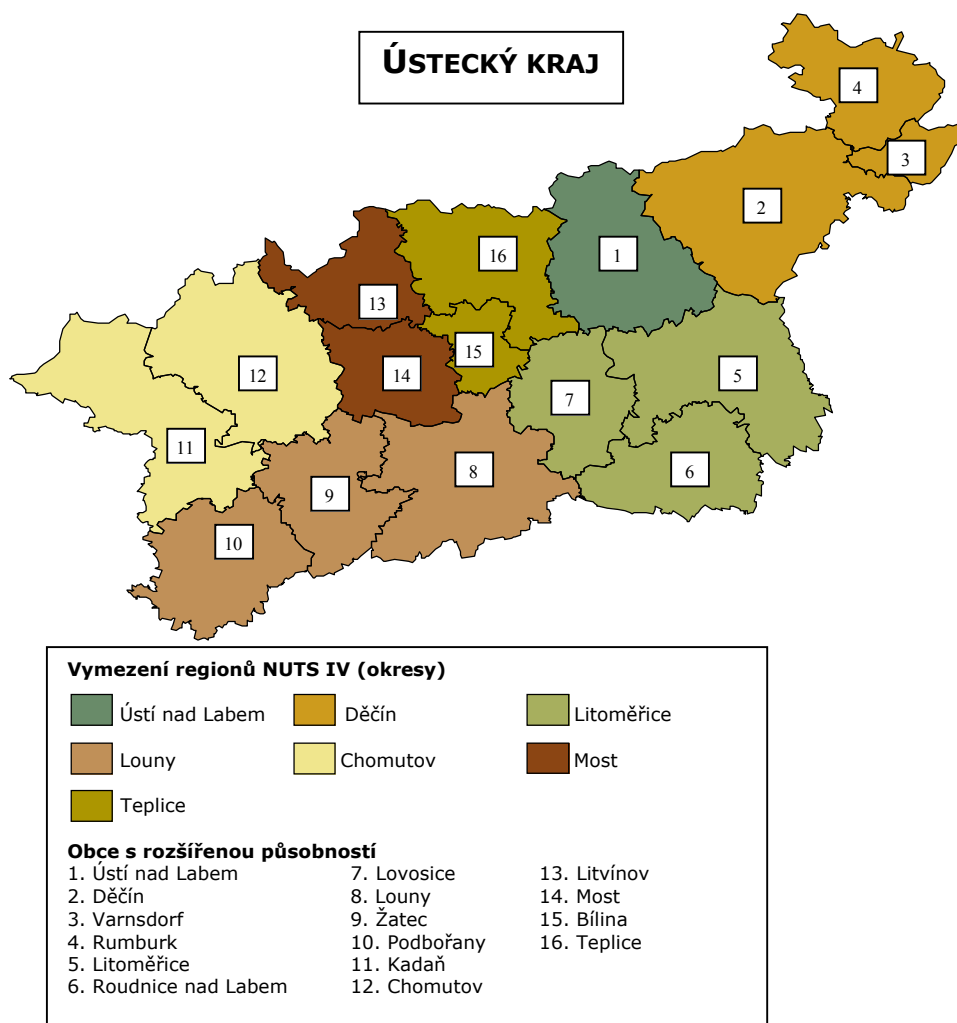 ÚSTECKÝ KRAJ
4
3
2
16
1
13
15
12
14
5
7
11
8
6
9
10
Vymezení regionů NUTS IV (okresy)
Ústí nad Labem Děčín Litoměřice
Louny Chomutov Most
Teplice
Obce s rozšířenou působností
1. Ústí nad Labem 7. Lovosice 13. Litvínov
2. Děčín 8. Louny 14. Most
3. Varnsdorf 9. Žatec 15. Bílina
4. Rumburk 10. Podbořany 16. Teplice
5. Litoměřice 11. Kadaň
6. Roudnice nad Labem 12. Chomutov